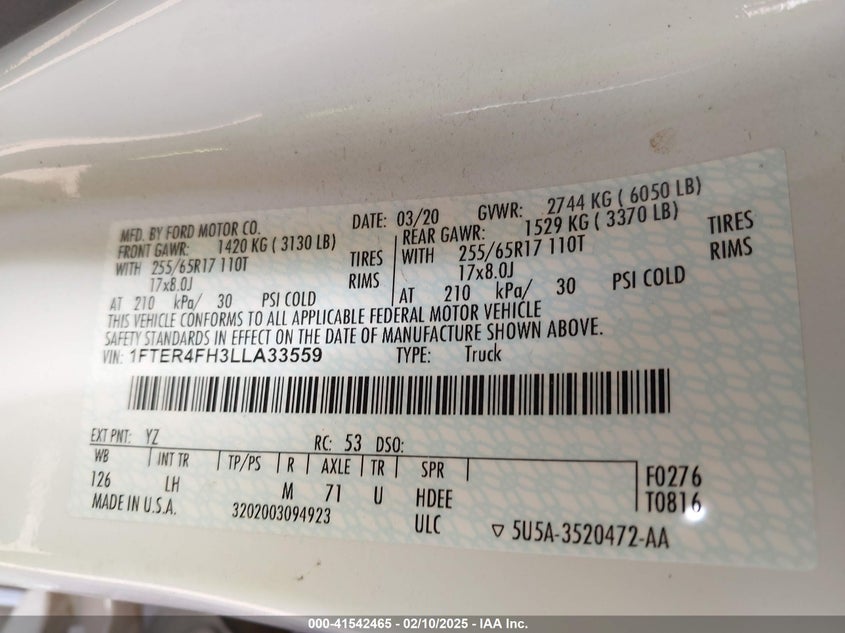 MFD. BY FORD MOTOR CO. DATE: 03/20 GVWR: 2744 KG ( 6050 LB)
FRONT GAWR: 1420 KG ( 3130 LB) REAR GAWR: 1529 KG ( 3370 LB)
WITH 255/65R17 110T TIRES WITH 255/65R17 110T TIRES
17x8.0J RIMS 17x8.0J RIMS
AT 210 kPa/ 30 PSI COLD AT 210 kPa/ 30 PSI COLD
THIS VEHICLE CONFORMS TO ALL APPLICABLE FEDERAL MOTOR VEHICLE
SAFETY STANDARDS IN EFFECT ON THE DATE OF MANUFACTURE SHOWN ABOVE.
VIN: 1FTER4FH3LLA33559 TYPE: Truck
EXT PNT: YZ RC: 53 DSO:
WB INT TR TP/PS R AXLE TR SPR F0276
126 LH M 71 U HDEE T0816
MADE IN U.S.A. 3202003094923 ULC ▽ 5U5A-3520472-AA
000-41542465 - 02/10/2025 - IAA Inc.